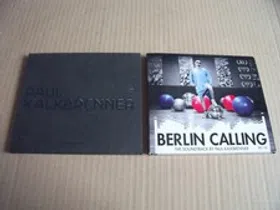 PAUL
KALKBRENNER
BERLIN CALLING
THE SOUNDTRACK BY PAUL KALKBRENNER